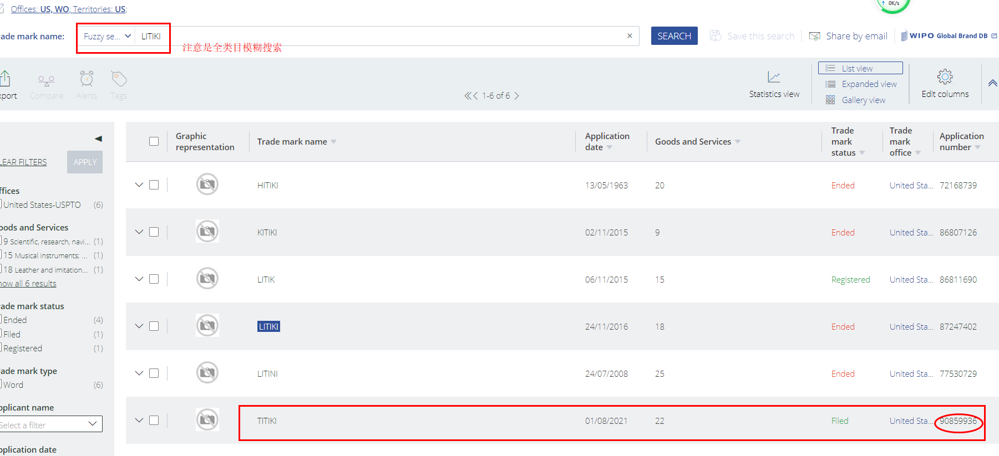 Offices: US, WO; Territories: US;
0K/s
ade mark name:
Fuzzy se...
LITIKI
SEARCH
Save this search
Share by email
WIPO Global Brand DB
注意是全类目模糊搜索
xport
Compare
Alerts
Tags
1-6 of 6
Statistics view
List view
Expanded view
Gallery view
Edit columns
LEAR FILTERS
APPLY
ffices
United States-USPTO (6)
oods and Services
9 Scientific, research, navi... (1)
15 Musical instruments; ... (1)
18 Leather and imitation... (1)
how all 6 results
ade mark status
Ended (4)
Filed (1)
Registered (1)
ade mark type
Word (6)
pplicant name
Select a filter
pplication date
Graphic representation Trade mark name Application date Goods and Services Trade mark status Trade mark office Application number
HITIKI 13/05/1963 20 Ended United Sta... 72168739
KITIKI 02/11/2015 9 Ended United Sta... 86807126
LITIK 06/11/2015 15 Registered United Sta... 86811690
LITIKI 24/11/2016 18 Ended United Sta... 87247402
LITINI 24/07/2008 25 Ended United Sta... 77530729
TITIKI 01/08/2021 22 Filed United Sta... 90859936